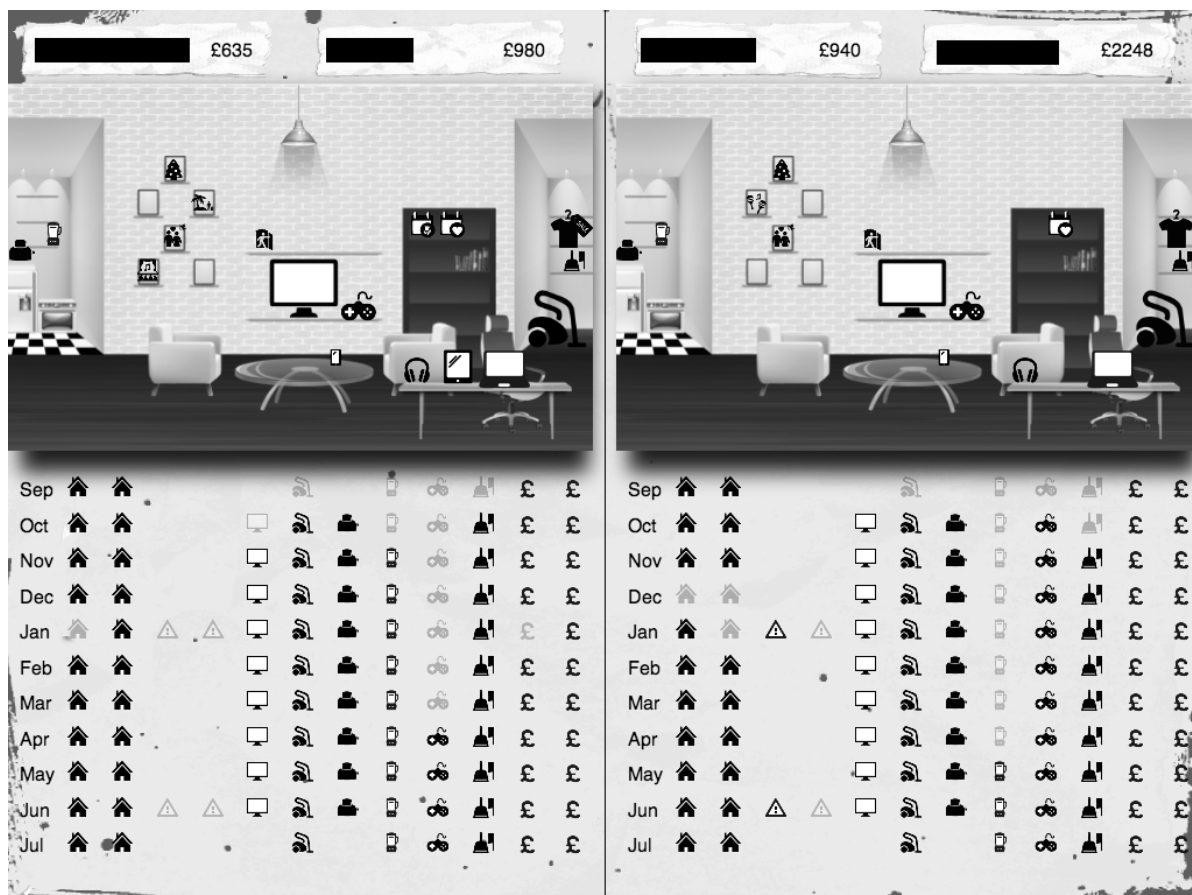 £635 £980 £940 £2248
SALE
Sep £ £ Sep £ £
Oct £ £ Oct £ £
Nov £ £ Nov £ £
Dec £ £ Dec £ £
Jan £ £ Jan £ £
Feb £ £ Feb £ £
Mar £ £ Mar £ £
Apr £ £ Apr £ £
May £ £ May £ £
Jun £ £ Jun £ £
Jul £ £ Jul £ £